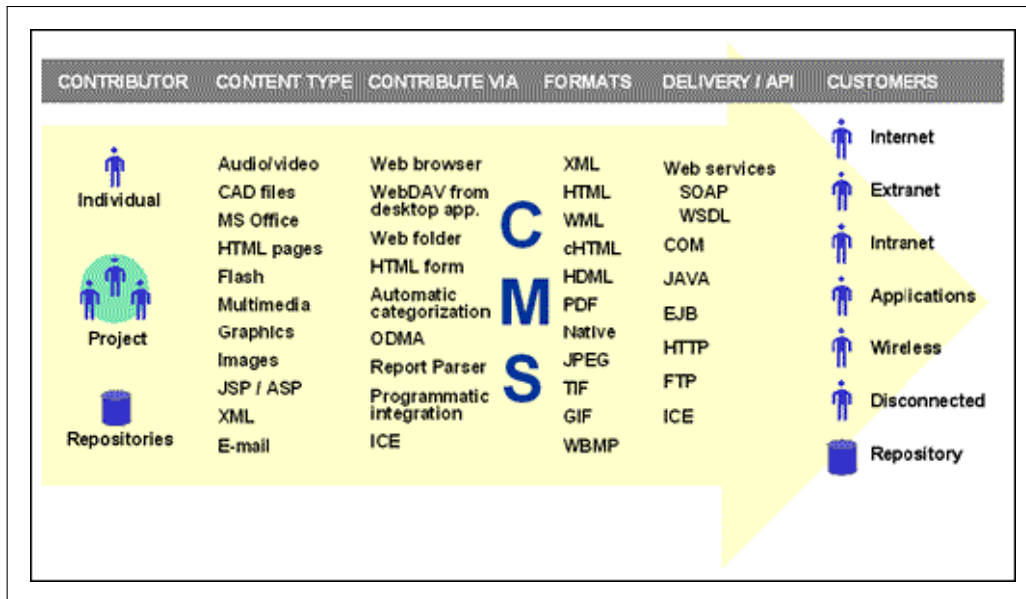 CONTRIBUTOR CONTENT TYPE CONTRIBUTE VIA FORMATS DELIVERY / API CUSTOMERS
Individual
Project
Repositories
Audio/video
CAD files
MS Office
HTML pages
Flash
Multimedia
Graphics
Images
JSP / ASP
XML
E-mail
Web browser
WebDAV from
desktop app.
Web folder
HTML form
Automatic
categorization
ODMA
Report Parser
Programmatic
integration
ICE
C
M
S
XML
HTML
WML
cHTML
HDML
PDF
Native
JPEG
TIF
GIF
WBMP
Web services
SOAP
WSDL
COM
JAVA
EJB
HTTP
FTP
ICE
Internet
Extranet
Intranet
Applications
Wireless
Disconnected
Repository